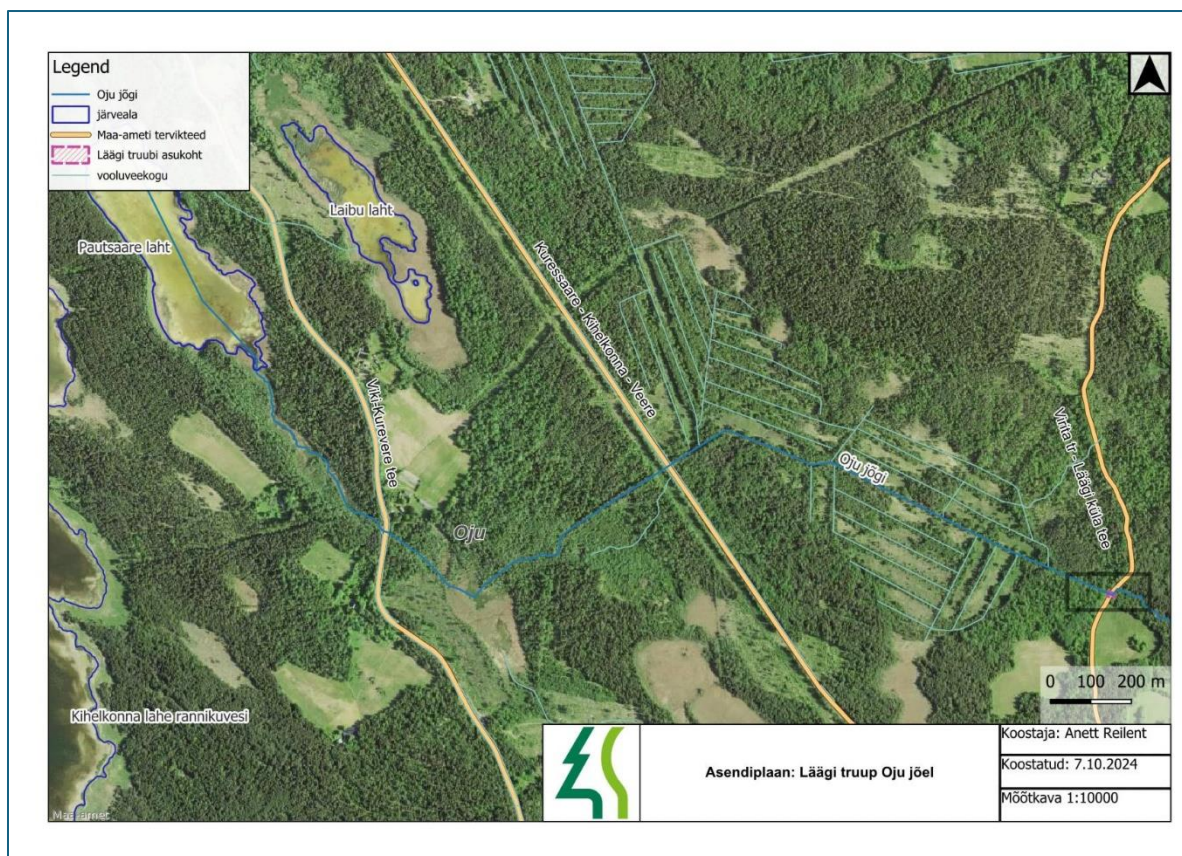 Legend
Oju jõgi
järveala
Maa-ameti tervikteed
Läägi truubi asukoht
vooluveekogu
Laibu laht
Pautsaare laht
Kuressaare - Kihelkonna - Veere
Viki-Kurevere tee
Oju jõgi
Virita tr - Läägi küla tee
Oju
Kihelkonna lahe rannikuvesi
0 100 200 m
Asendiplaan: Läägi truup Oju jõel
Koostaja: Anett Reilent
Koostatud: 7.10.2024
Mõõtkava 1:10000
Maa-amet